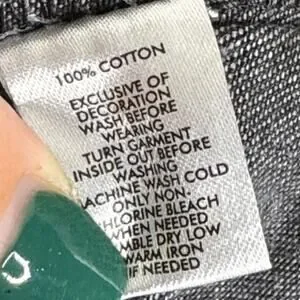 100% COTTON
EXCLUSIVE OF
DECORATION
WASH BEFORE
WEARING
TURN GARMENT
INSIDE OUT BEFORE
WASHING
ACHINE WASH COLD
ONLY NON-
HLORINE BLEACH
WHEN NEEDED
MBLE DRY LOW
WARM IRON
IF NEEDED